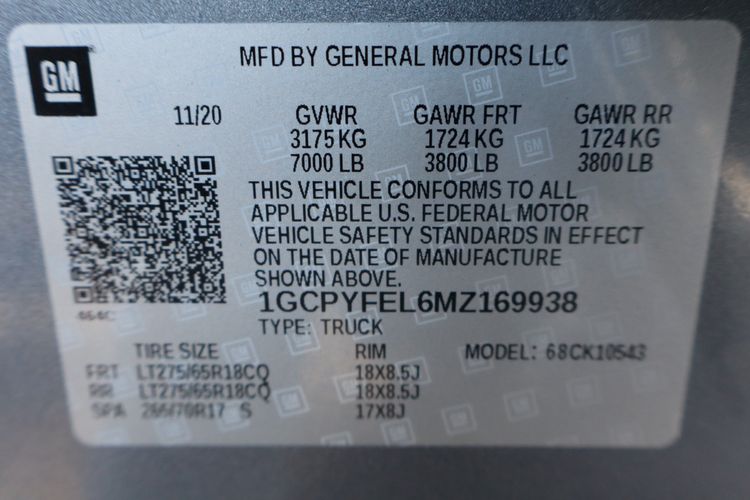 GM
MFD BY GENERAL MOTORS LLC
11/20 GVWR GAWR FRT GAWR RR
3175 KG 1724 KG 1724 KG
7000 LB 3800 LB 3800 LB
THIS VEHICLE CONFORMS TO ALL
APPLICABLE U.S. FEDERAL MOTOR
VEHICLE SAFETY STANDARDS IN EFFECT
ON THE DATE OF MANUFACTURE
SHOWN ABOVE.
1GCPYFEL6MZ169938
464C
TYPE: TRUCK
TIRE SIZE RIM MODEL: 68CK10543
FRT LT275/65R18CQ 18X8.5J
RR LT275/65R18CQ 18X8.5J
SPA 265/70R17 S 17X8J